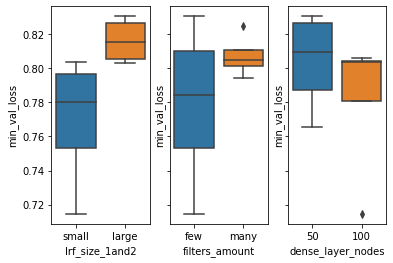 min_val_loss
0.82
0.80
0.78
0.76
0.74
0.72
small large
lrf_size_1and2
min_val_loss
few many
filters_amount
min_val_loss
50 100
dense_layer_nodes